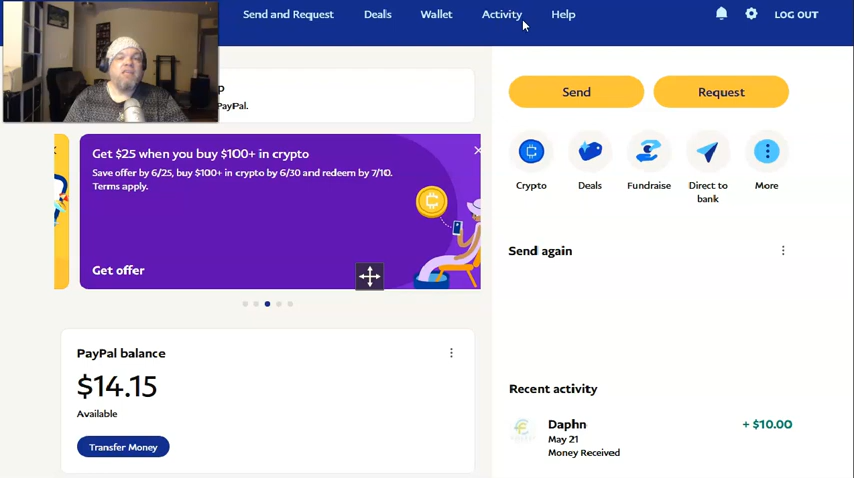 Send and Request
Deals
Wallet
Activity
Help
LOG OUT
PayPal.
Get $25 when you buy $100+ in crypto
Save offer by 6/25, buy $100+ in crypto by 6/30 and redeem by 7/10.
Terms apply.
Get offer
PayPal balance
$14.15
Available
Transfer Money
Send
Request
Crypto
Deals
Fundraise
Direct to
bank
More
Send again
Recent activity
Daphn
+ $10.00
May 21
Money Received